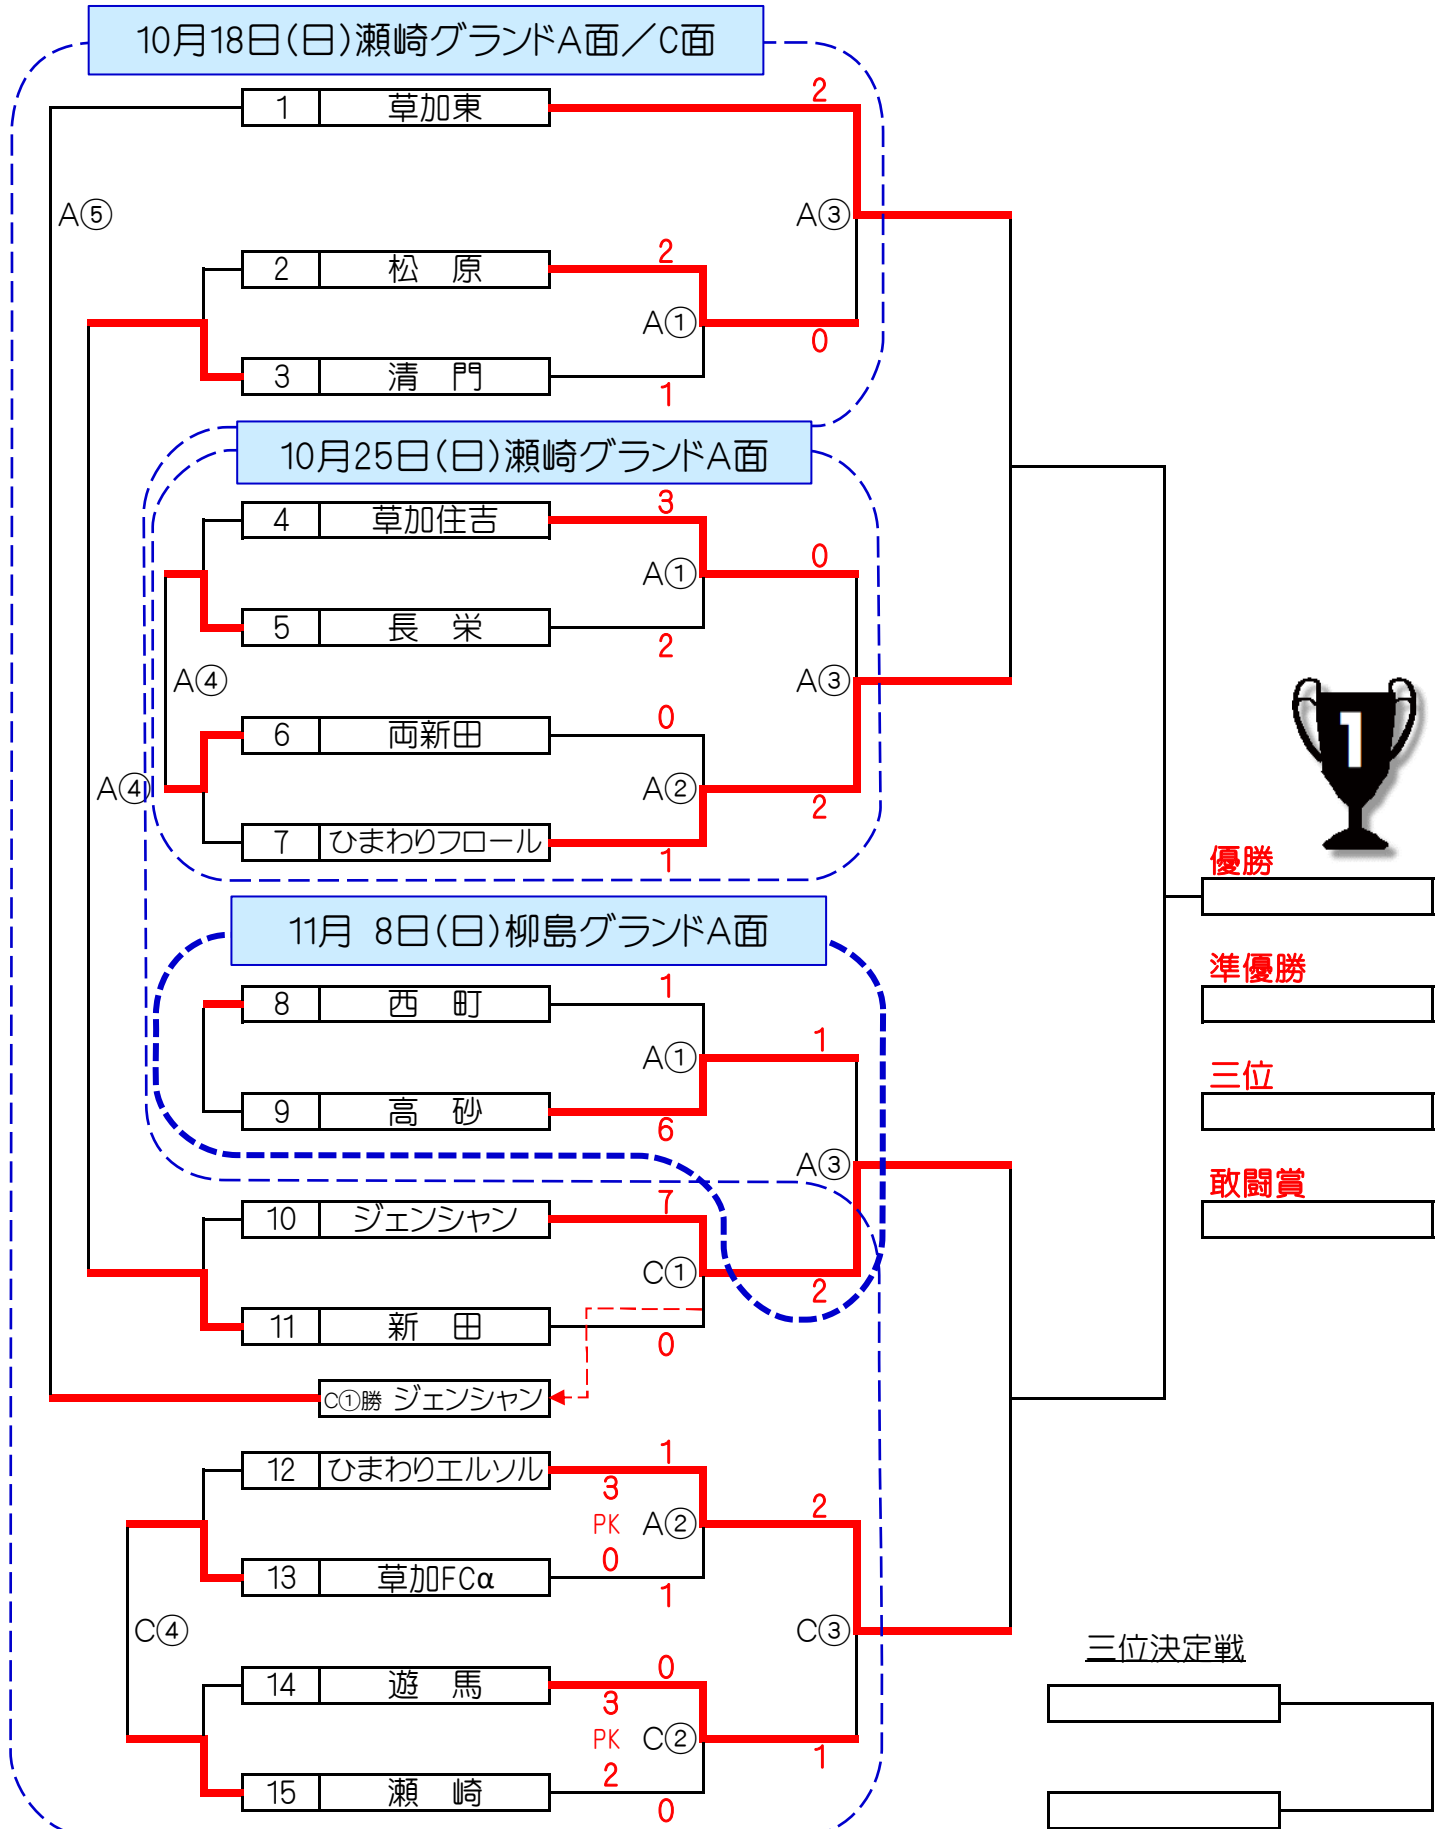 10月18日(日)瀬崎グランドA面／C面
2
1 草加東
A⑤
A③
2
2 松　原
A①
0
3 清　門
1
10月25日(日)瀬崎グランドA面
3
4 草加住吉
0
A①
5 長　栄
2
A④
A③
0
6 両新田
A④
A②
2
7 ひまわりフロール
1
優勝
11月 8日(日)柳島グランドA面
準優勝
1
8 西　町
1
A①
三位
9 高　砂
6
A③
敢闘賞
7
10 ジェンシャン
C①
2
11 新　田
0
C①勝 ジェンシャン
1
12 ひまわりエルソル
3
2
PK A②
0
13 草加FCα
1
C④
C③
三位決定戦
0
14 遊　馬
3
PK C②
1
2
15 瀬　崎
0
1